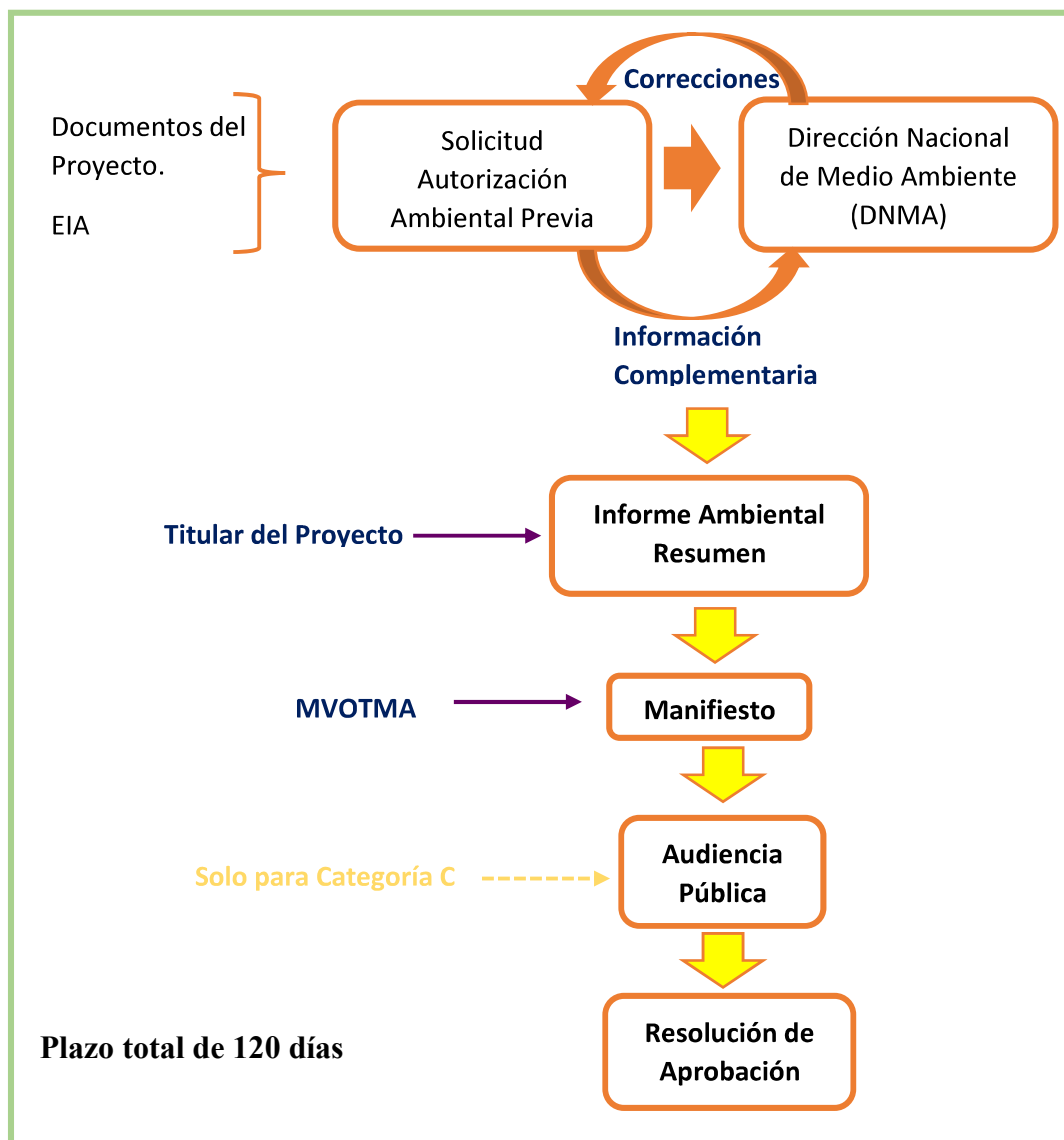 Correcciones
Documentos del
Proyecto.
EIA
Solicitud
Autorización
Ambiental Previa
Dirección Nacional
de Medio Ambiente
(DNMA)
Información
Complementaria
Titular del Proyecto
Informe Ambiental
Resumen
MVOTMA
Manifiesto
Solo para Categoría C
Audiencia
Pública
Plazo total de 120 días
Resolución de
Aprobación